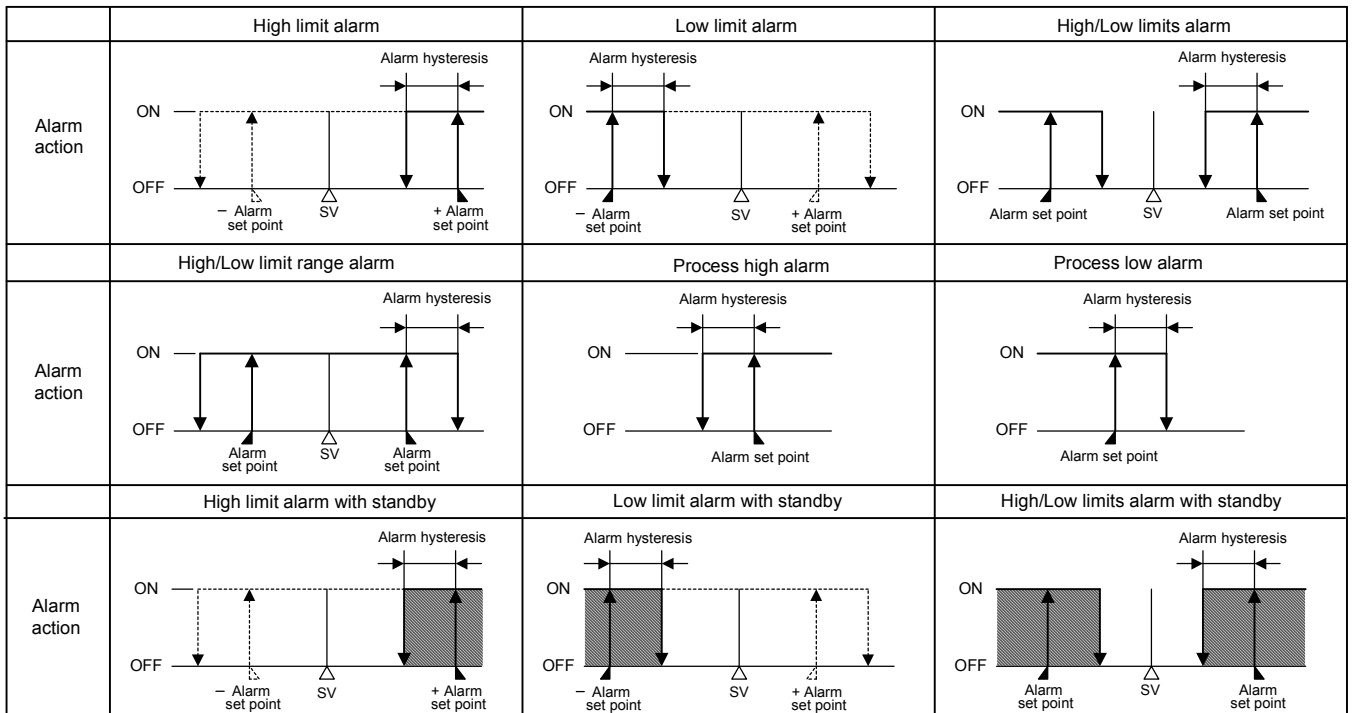 High limit alarm
Low limit alarm
High/Low limits alarm
Alarm
action
Alarm hysteresis
ON
OFF
– Alarm
set point
SV
+ Alarm
set point
Alarm hysteresis
ON
OFF
– Alarm
set point
SV
+ Alarm
set point
Alarm hysteresis
ON
OFF
Alarm set point
SV
Alarm set point
High/Low limit range alarm
Process high alarm
Process low alarm
Alarm
action
Alarm hysteresis
ON
OFF
Alarm
set point
SV
Alarm
set point
Alarm hysteresis
ON
OFF
Alarm set point
Alarm hysteresis
ON
OFF
Alarm set point
High limit alarm with standby
Low limit alarm with standby
High/Low limits alarm with standby
Alarm
action
Alarm hysteresis
ON
OFF
– Alarm
set point
SV
+ Alarm
set point
Alarm hysteresis
ON
OFF
– Alarm
set point
SV
+ Alarm
set point
Alarm hysteresis
ON
OFF
Alarm
set point
SV
Alarm
set point